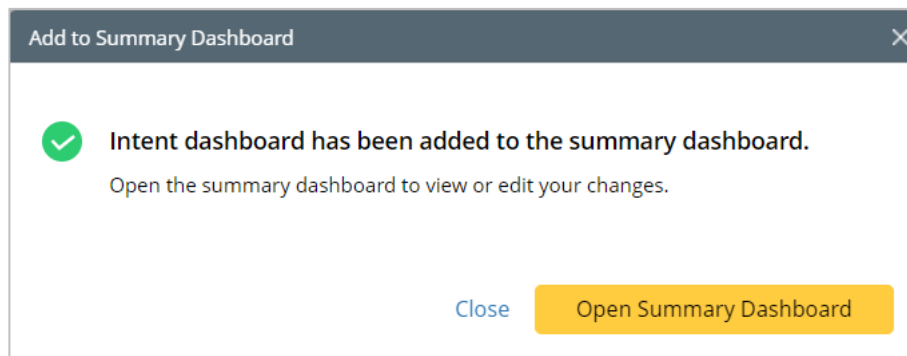 Add to Summary Dashboard
Intent dashboard has been added to the summary dashboard.
Open the summary dashboard to view or edit your changes.
Close
Open Summary Dashboard